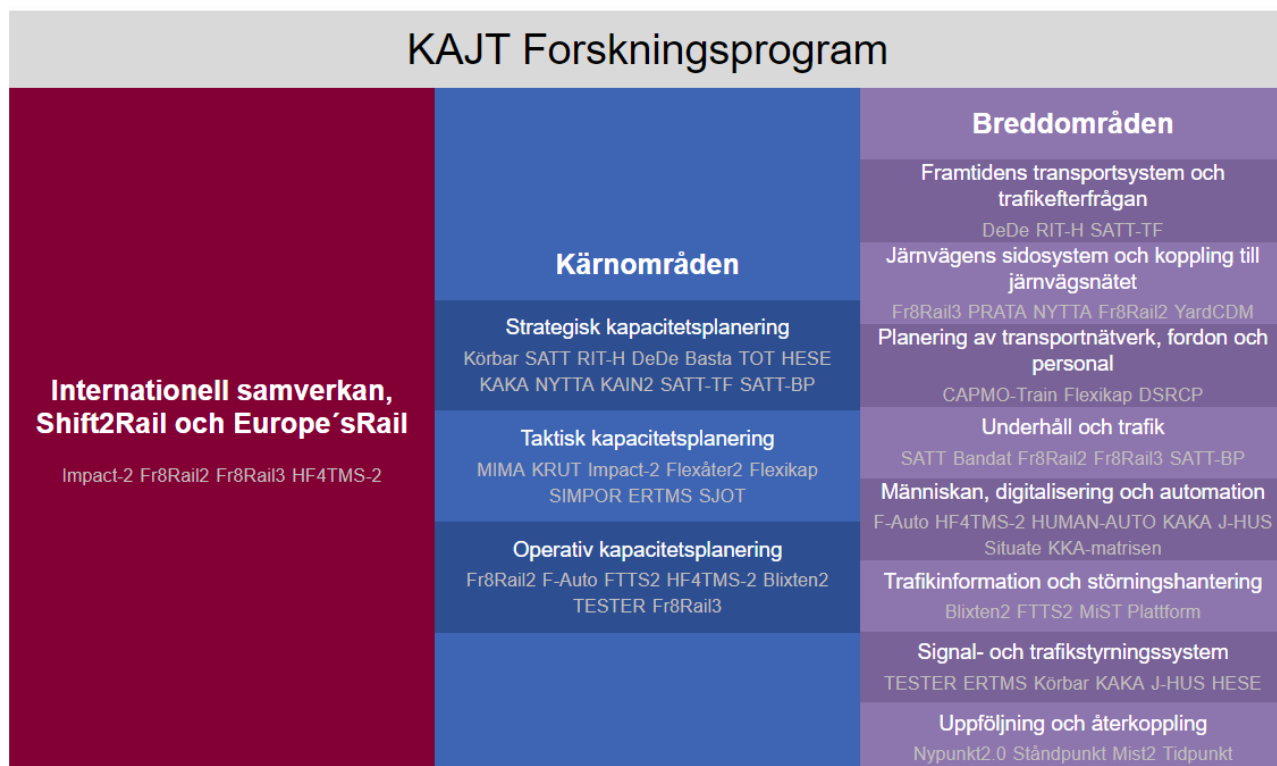 KAJT Forskningsprogram
Internationell samverkan,
Shift2Rail och Europe´sRail
Impact-2 Fr8Rail2 Fr8Rail3 HF4TMS-2
Kärnområden
Strategisk kapacitetsplanering
Körbar SATT RIT-H DeDe Basta TOT HESE
KAKA NYTTA KAIN2 SATT-TF SATT-BP
Taktisk kapacitetsplanering
MIMA KRUT Impact-2 Flexåter2 Flexikap
SIMPOR ERTMS SJOT
Operativ kapacitetsplanering
Fr8Rail2 F-Auto FTTS2 HF4TMS-2 Blixten2
TESTER Fr8Rail3
Breddområden
Framtidens transportsystem och
trafikefterfrågan
DeDe RIT-H SATT-TF
Järnvägens sidosystem och koppling till
järnvägsnätet
Fr8Rail3 PRATA NYTTA Fr8Rail2 YardCDM
Planering av transportnätverk, fordon och
personal
CAPMO-Train Flexikap DSRCP
Underhåll och trafik
SATT Bandat Fr8Rail2 Fr8Rail3 SATT-BP
Människan, digitalisering och automation
F-Auto HF4TMS-2 HUMAN-AUTO KAKA J-HUS
Situate KKA-matrisen
Trafikinformation och störningshantering
Blixten2 FTTS2 MiST Plattform
Signal- och trafikstyrningssystem
TESTER ERTMS Körbar KAKA J-HUS HESE
Uppföljning och återkoppling
Nypunkt2.0 Ståndpunkt Mist2 Tidpunkt